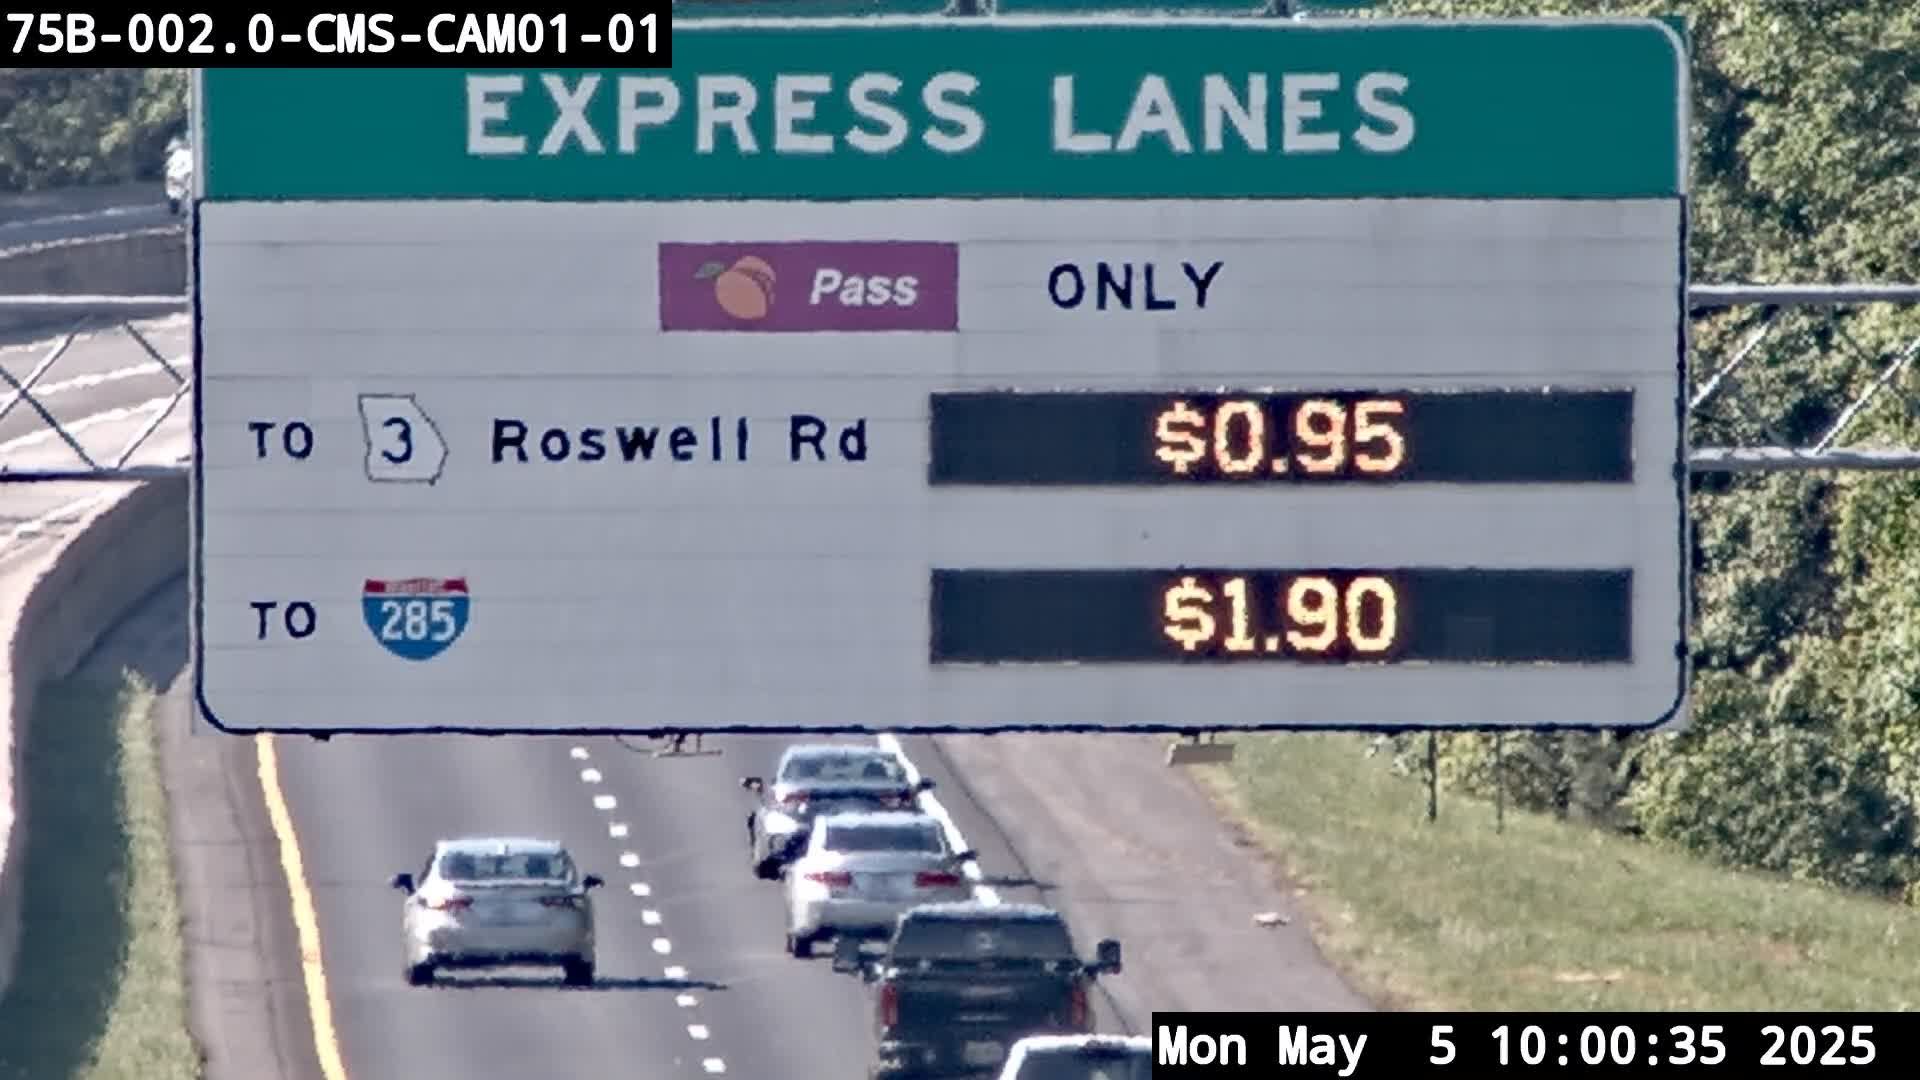 75B-002.0-CMS-CAM01-01
EXPRESS LANES
Pass ONLY
TO 3 Roswell Rd $0.95
TO 285 $1.90
Mon May 5 10:00:35 2025